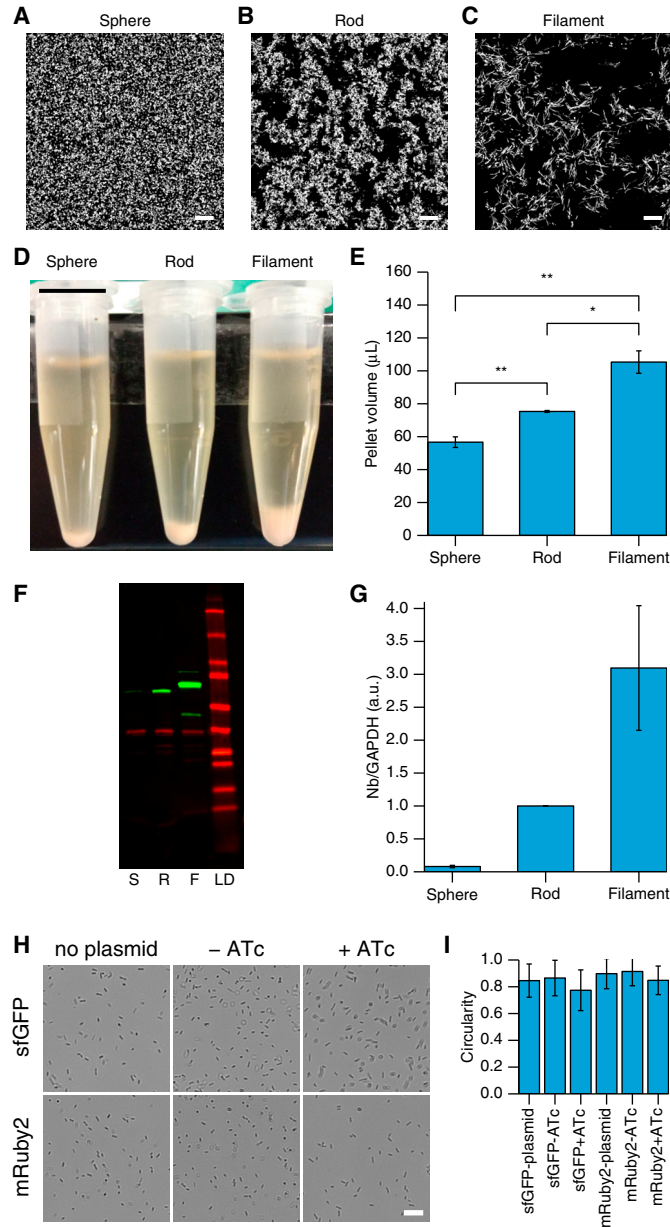 A Sphere
B Rod
C Filament
D Sphere Rod Filament
E
Pellet volume (μL)
160
140
120
100
80
60
40
20
0
**
*
**
Sphere Rod Filament
F
S R F LD
G
Nb/GAPDH (a.u.)
4.0
3.5
3.0
2.5
2.0
1.5
1.0
0.5
0.0
Sphere Rod Filament
H no plasmid – ATc + ATc
sfGFP
mRuby2
I
Circularity
1.0
0.8
0.6
0.4
0.2
0.0
sfGFP-plasmid
sfGFP-ATc
sfGFP+ATc
mRuby2-plasmid
mRuby2-ATc
mRuby2+ATc